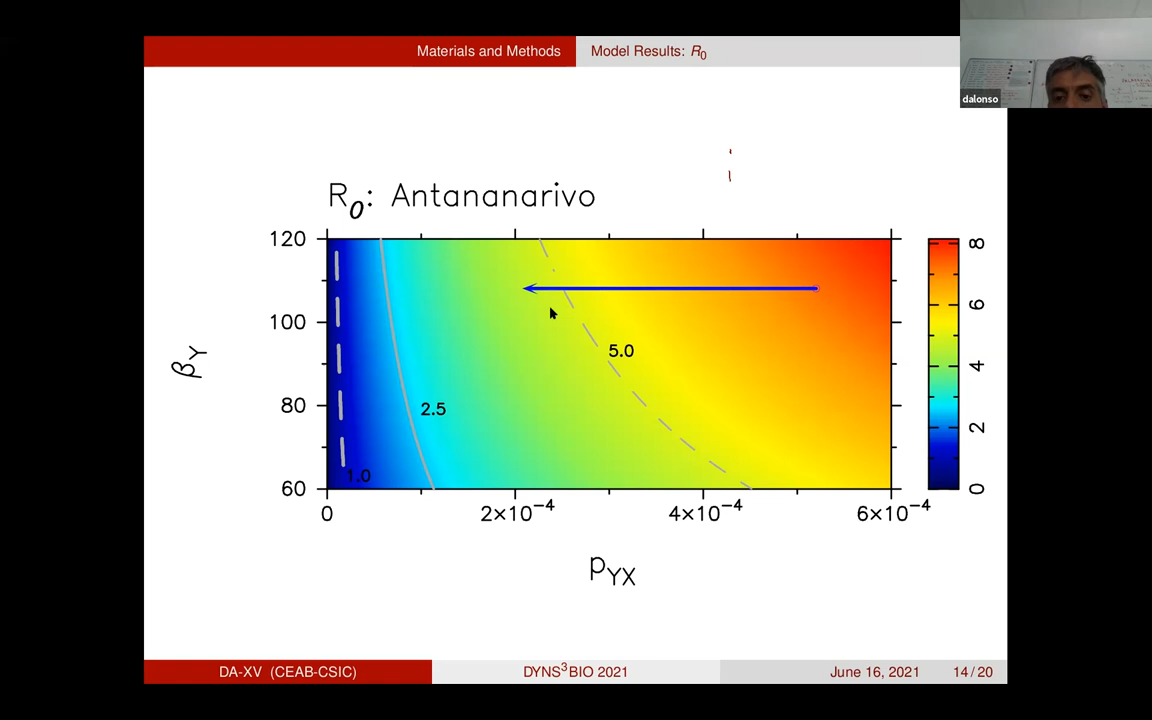 Materials and Methods Model Results: R0
dalonso
R0: Antananarivo
120
100
80
60
βY
1.0
2.5
5.0
0
2×10⁻⁴
4×10⁻⁴
6×10⁻⁴
pYX
8
6
4
2
0
DA-XV (CEAB-CSIC) DYNS³BIO 2021 June 16, 2021 14/20